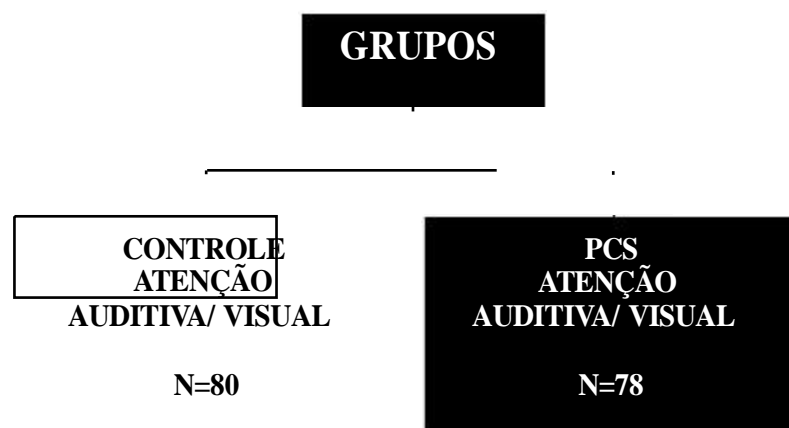 GRUPOS
CONTROLE
ATENÇÃO
AUDITIVA/ VISUAL
N=80
PCS
ATENÇÃO
AUDITIVA/ VISUAL
N=78